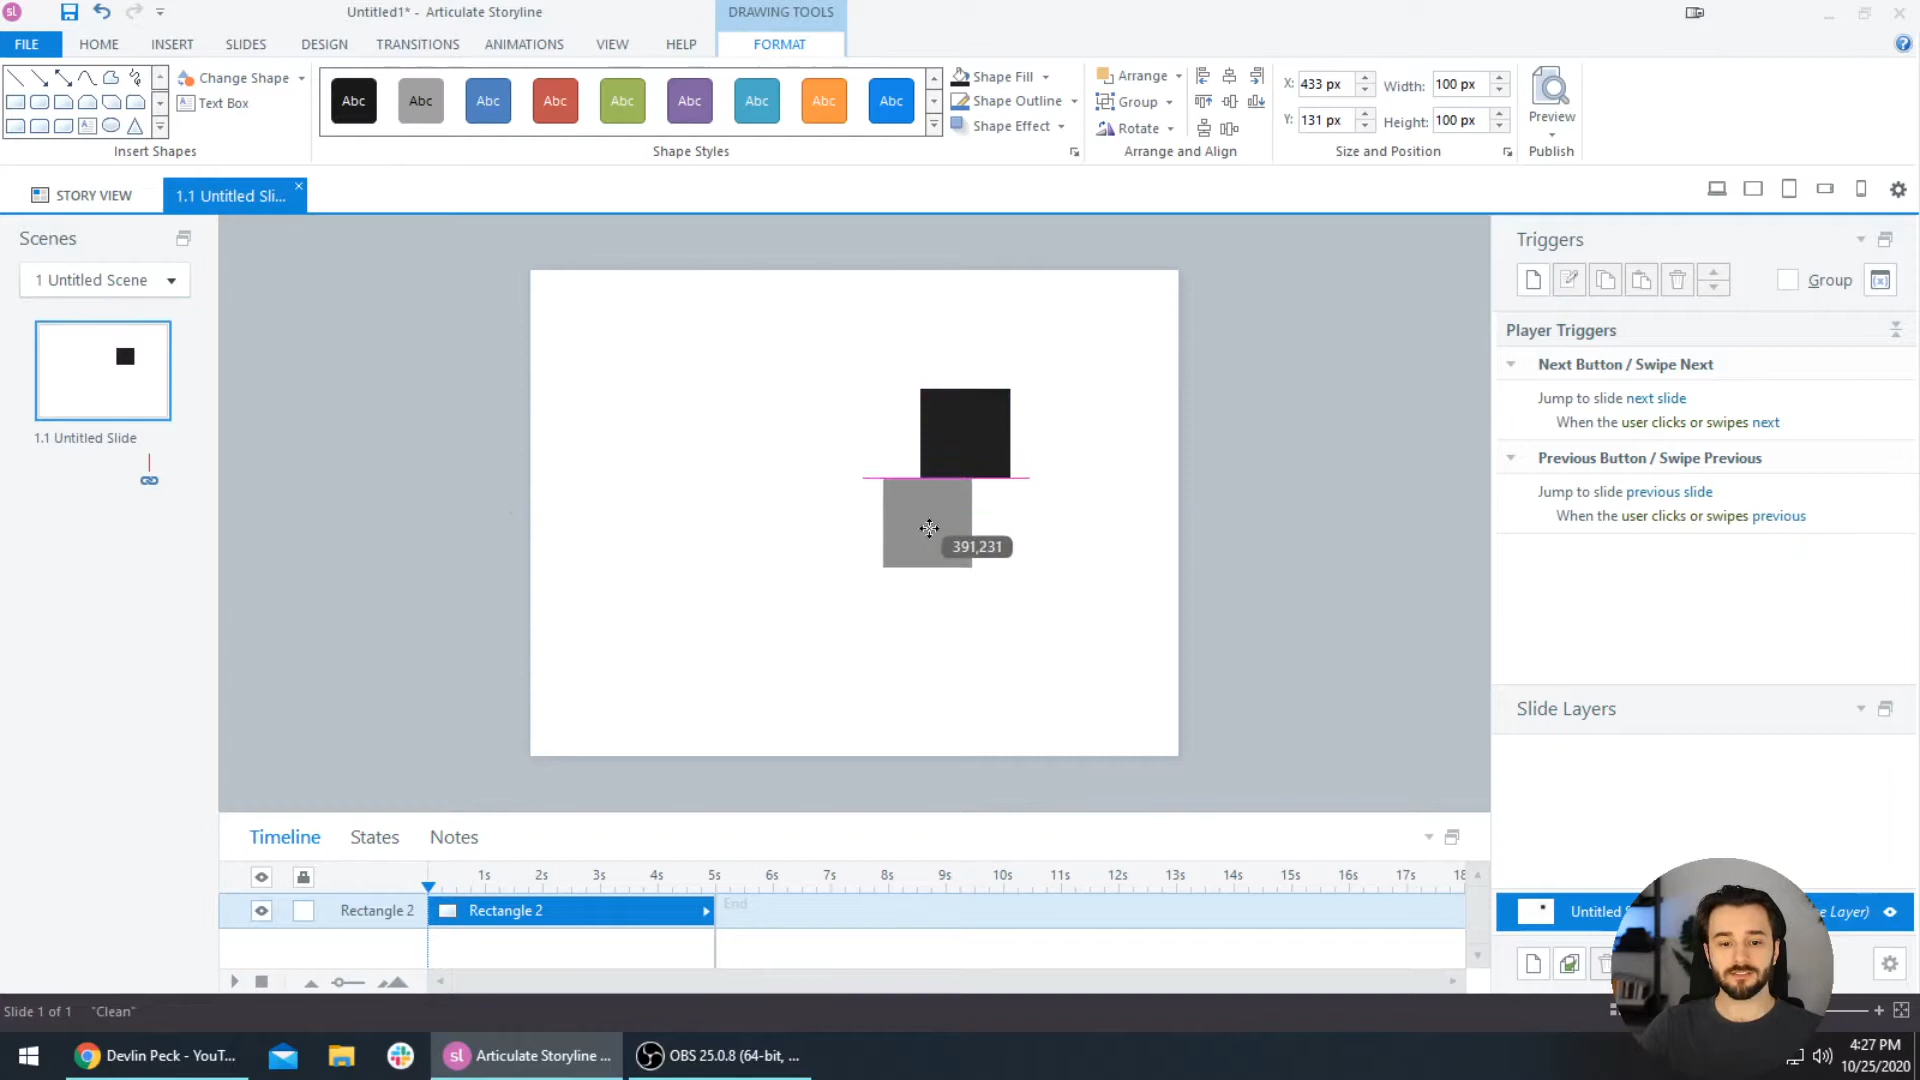 sl Untitled1* - Articulate Storyline DRAWING TOOLS
FILE HOME INSERT SLIDES DESIGN TRANSITIONS ANIMATIONS VIEW HELP FORMAT
Change Shape
Text Box
Insert Shapes
Abc Abc Abc Abc Abc Abc Abc Abc Abc
Shape Styles
Shape Fill
Shape Outline
Shape Effect
Arrange
Group
Rotate
Arrange and Align
X: 433 px Width: 100 px
Y: 131 px Height: 100 px
Size and Position
Preview
Publish
STORY VIEW 1.1 Untitled Sli...
Scenes
1 Untitled Scene
1.1 Untitled Slide
391,231
Triggers
Group
Player Triggers
Next Button / Swipe Next
Jump to slide next slide
When the user clicks or swipes next
Previous Button / Swipe Previous
Jump to slide previous slide
When the user clicks or swipes previous
Slide Layers
Untitled
e Layer)
Timeline States Notes
1s 2s 3s 4s 5s 6s 7s 8s 9s 10s 11s 12s 13s 14s 15s 16s 17s 18
Rectangle 2 Rectangle 2 End
Slide 1 of 1 "Clean"
Devlin Peck - YouT... sl Articulate Storyline ... OBS 25.0.8 (64-bit, ...
4:27 PM
10/25/2020